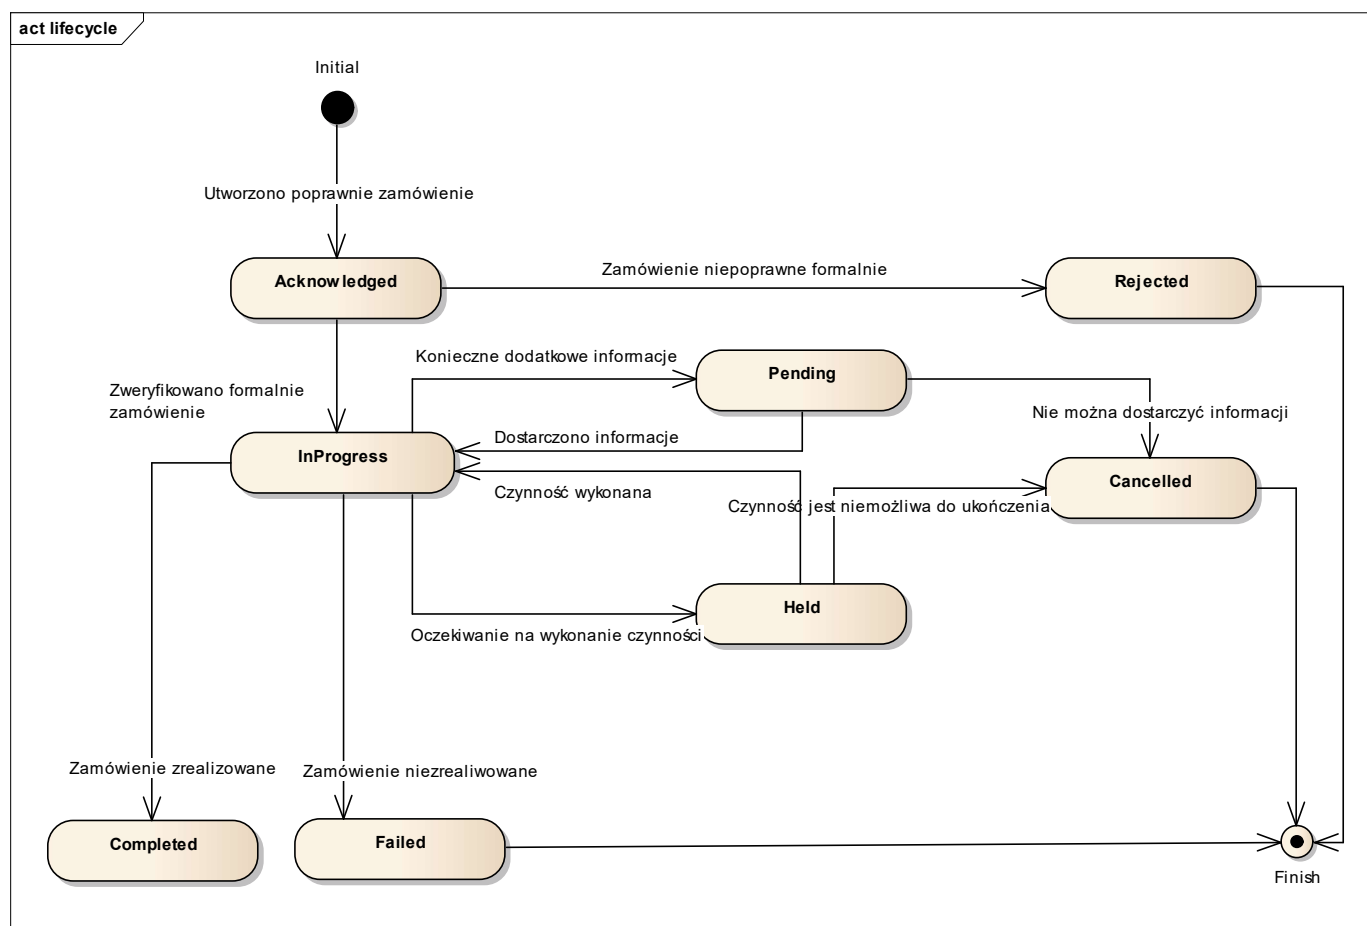 act lifecycle
Initial
Utworzono poprawnie zamówienie
Acknowledged
Zamówienie niepoprawne formalnie
Rejected
Konieczne dodatkowe informacje
Pending
Zweryfikowano formalnie
zamówienie
Nie można dostarczyć informacji
Dostarczono informacje
InProgress
Cancelled
Czynność wykonana
Czynność jest niemożliwa do ukończenia
Held
Oczekiwanie na wykonanie czynności
Zamówienie zrealizowane
Zamówienie niezrealiwowane
Completed
Failed
Finish